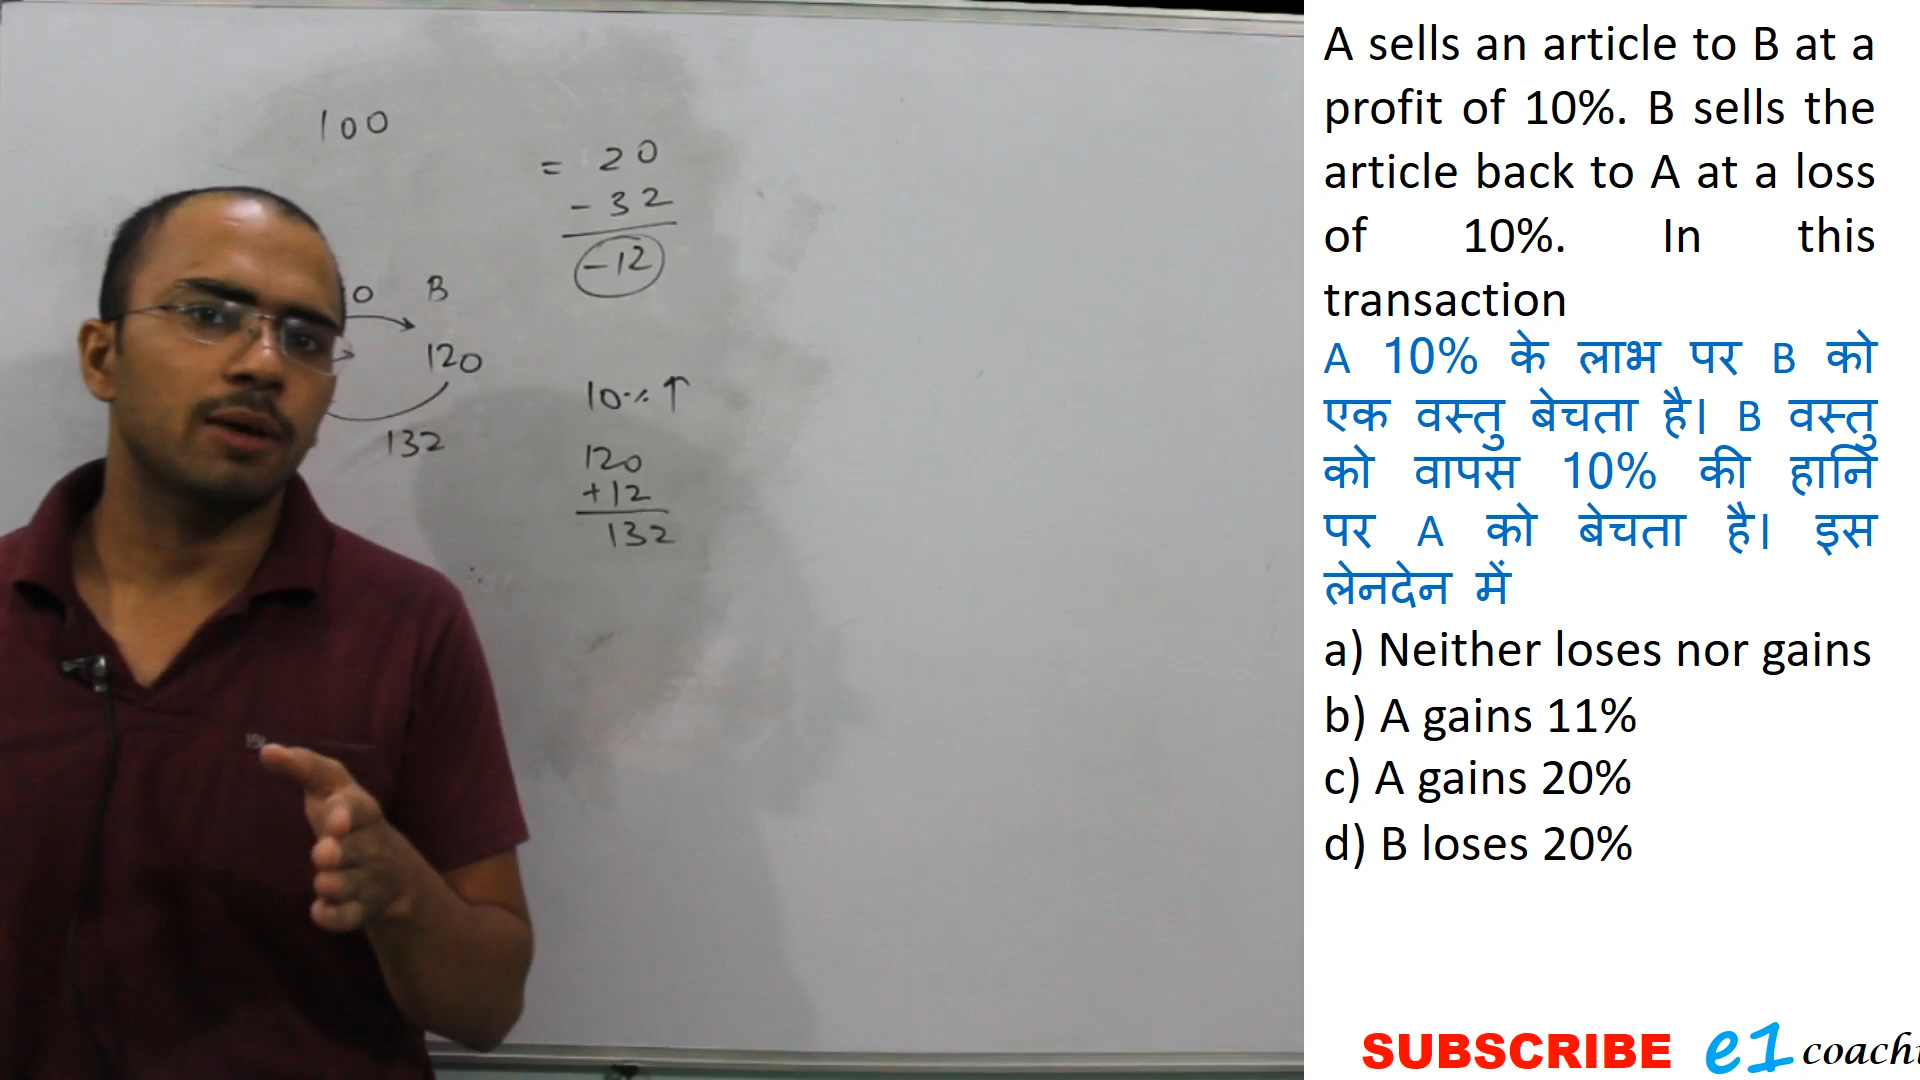 100
= 20
- 32
-12
0 B
120
132
10% ↑
120
+12
132
A sells an article to B at a
profit of 10%. B sells the
article back to A at a loss
of 10%. In this
transaction
A 10% के लाभ पर B को
एक वस्तु बेचता है। B वस्तु
को वापस 10% की हानि
पर A को बेचता है। इस
लेनदेन में
a) Neither loses nor gains
b) A gains 11%
c) A gains 20%
d) B loses 20%
SUBSCRIBE e1 coachi